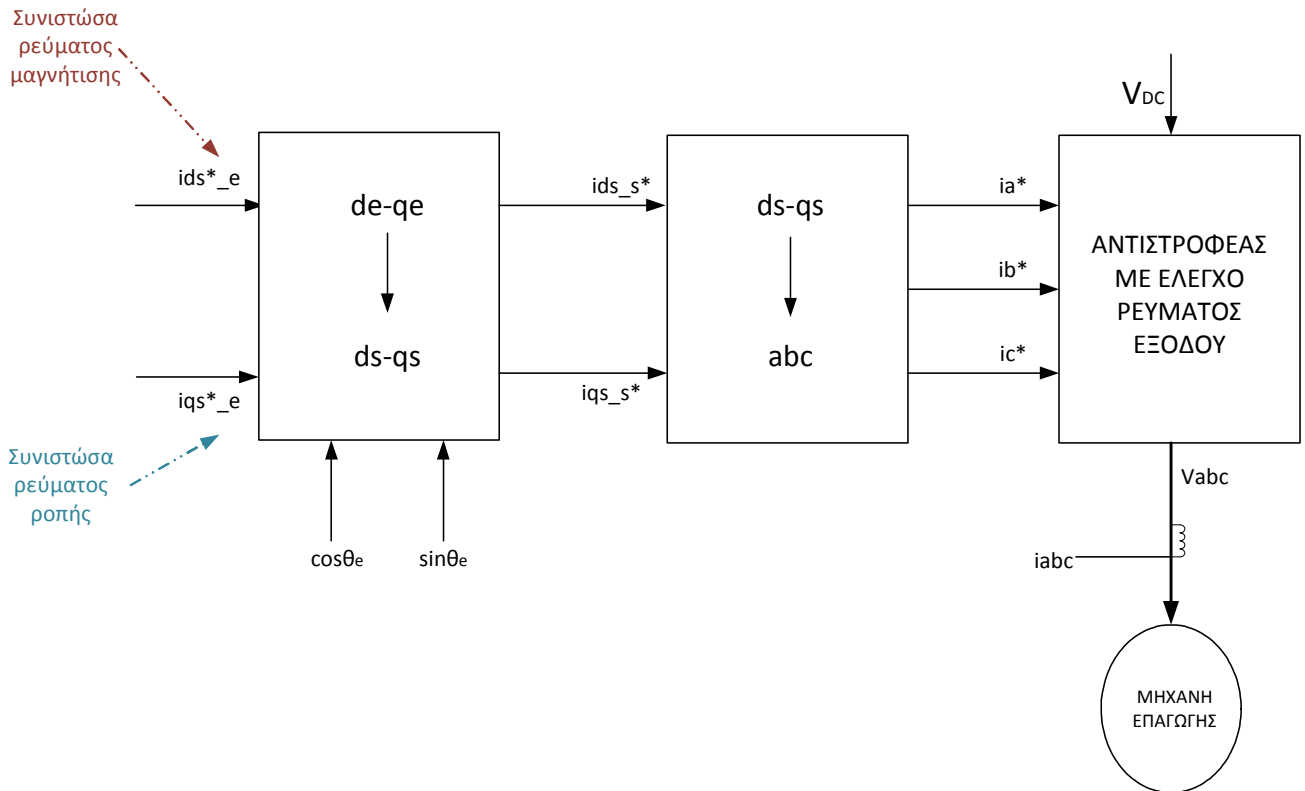 Συνιστώσα
ρεύματος
μαγνήτισης
VDC
ids*_e
de-qe
ids_s*
ds-qs
ia*
ΑΝΤΙΣΤΡΟΦΕΑΣ
ΜΕ ΕΛΕΓΧΟ
ΡΕΥΜΑΤΟΣ
ΕΞΟΔΟΥ
ib*
ds-qs
abc
ic*
iqs*_e
iqs_s*
Συνιστώσα
ρεύματος
ροπής
cosθe
sinθe
Vabc
iabc
ΜΗΧΑΝΗ
ΕΠΑΓΩΓΗΣ